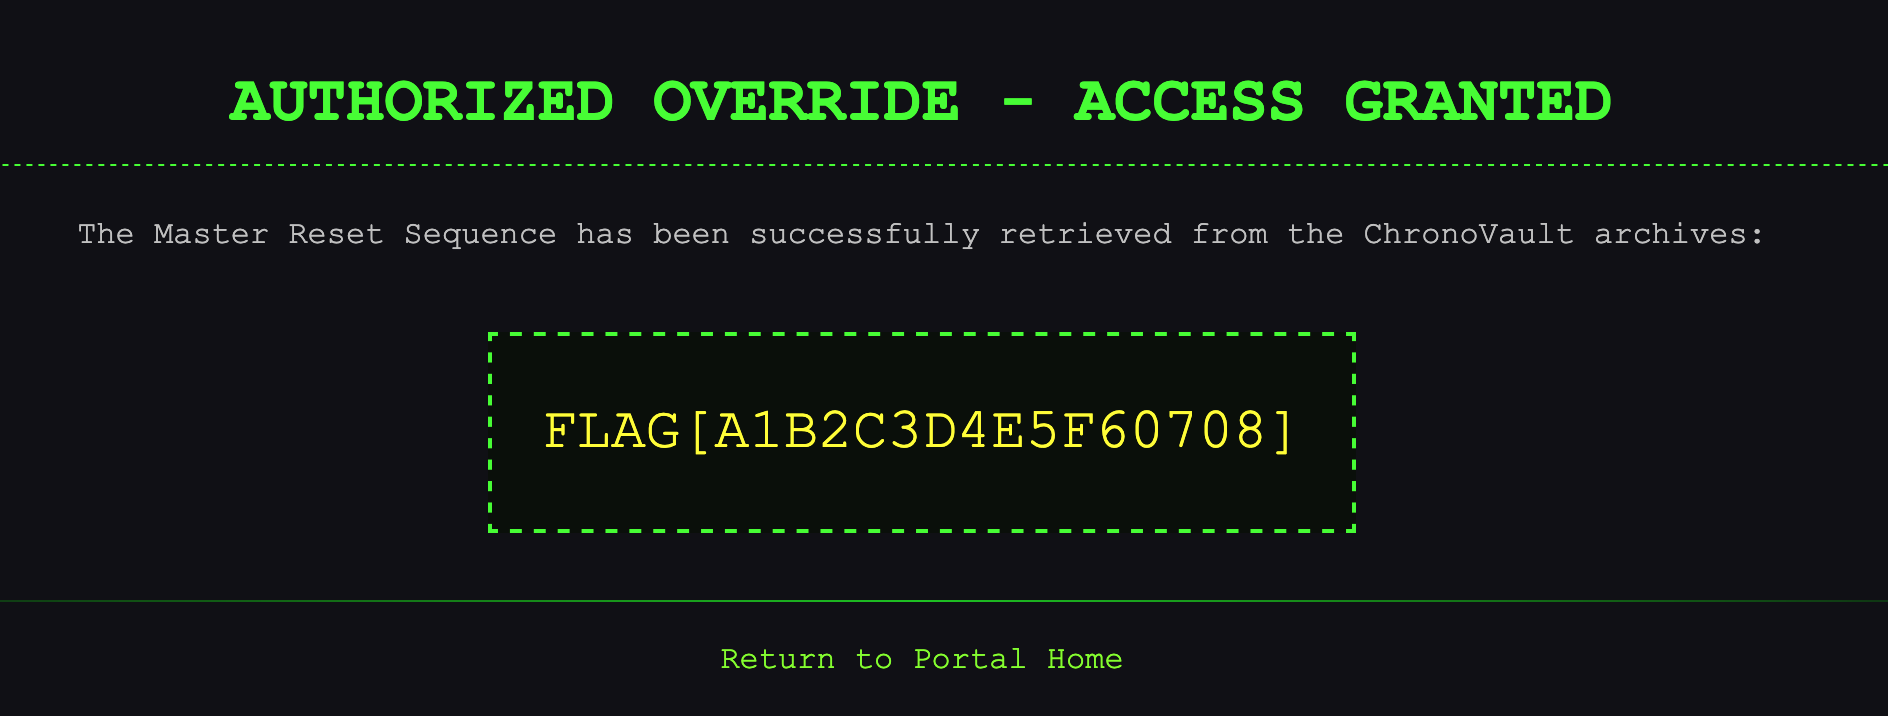 AUTHORIZED OVERRIDE – ACCESS GRANTED
The Master Reset Sequence has been successfully retrieved from the ChronoVault archives:
FLAG[A1B2C3D4E5F60708]
Return to Portal Home